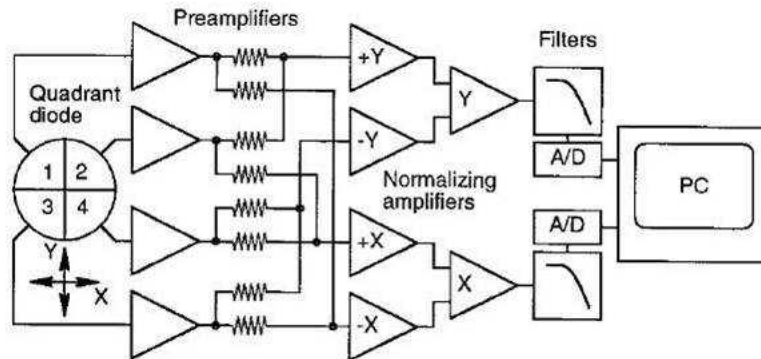 Preamplifiers
Filters
+Y
Y
Quadrant
diode
-Y
A/D
1 2
3 4
PC
Normalizing
amplifiers
A/D
Y
X
+X
X
-X